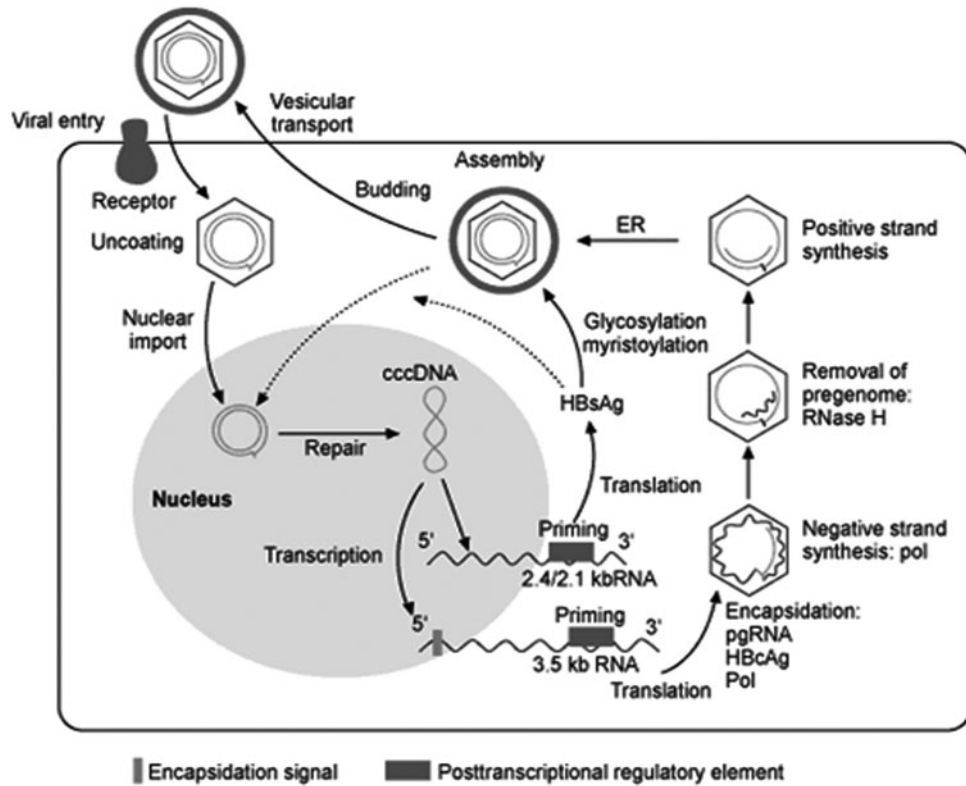 Viral entry
Vesicular
transport
Receptor
Uncoating
Budding
Assembly
ER
Positive strand
synthesis
Nuclear
import
Glycosylation
myristoylation
cccDNA
HBsAg
Removal of
pregenome:
RNase H
Repair
Nucleus
Translation
Transcription
5'
Priming
3'
2.4/2.1 kbRNA
Negative strand
synthesis: pol
5'
Priming
3'
3.5 kb RNA
Translation
Encapsidation:
pgRNA
HBcAg
Pol
Encapsidation signal
Posttranscriptional regulatory element